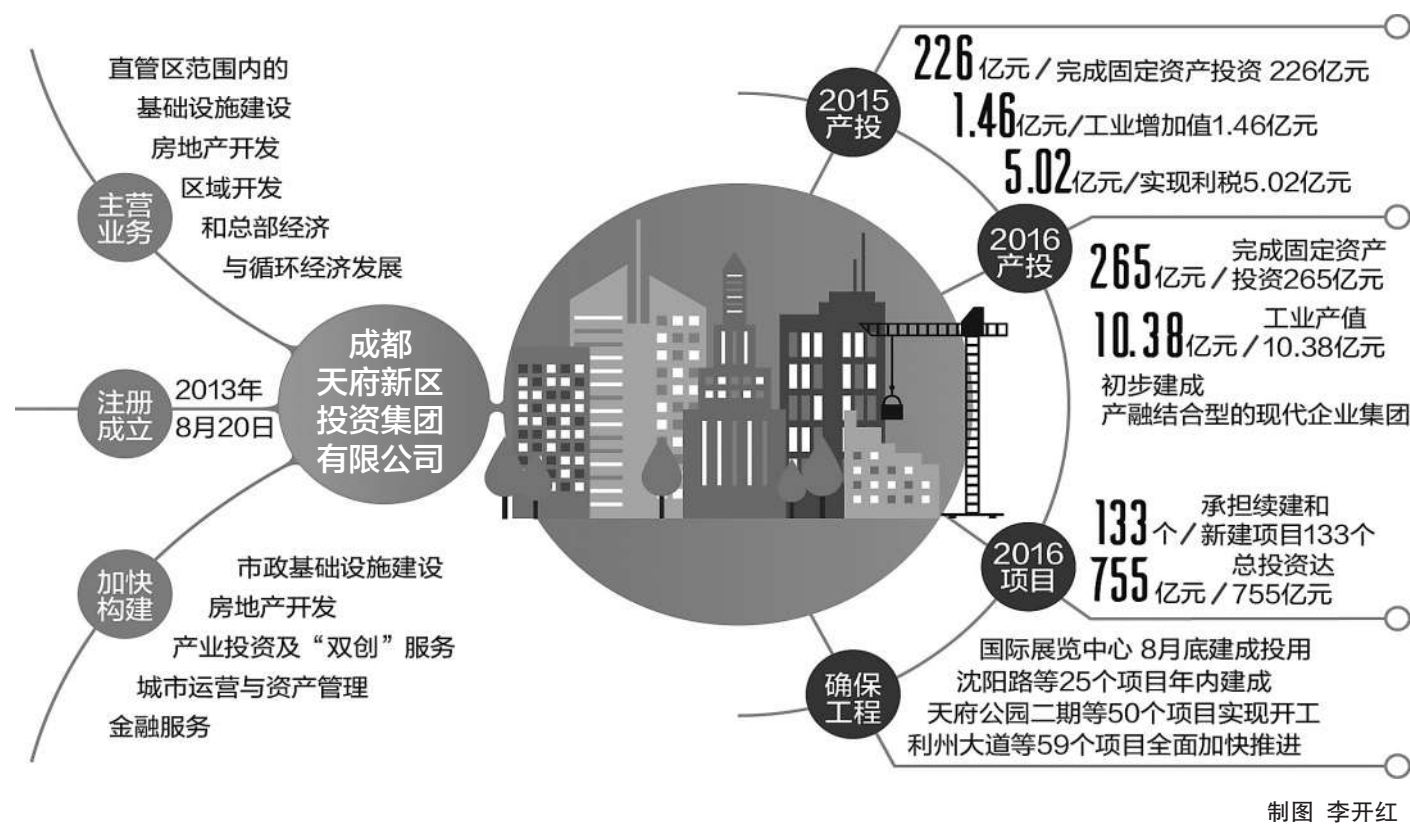 主营
业务
直管区范围内的
基础设施建设
房地产开发
区域开发
和总部经济
与循环经济发展
注册
成立
2013年
8月20日
加快
构建
市政基础设施建设
房地产开发
产业投资及“双创”服务
城市运营与资产管理
金融服务
成都
天府新区
投资集团
有限公司
2015
产投
226亿元/完成固定资产投资 226亿元
1.46亿元/工业增加值1.46亿元
5.02亿元/实现利税5.02亿元
2016
产投
265亿元/完成固定资产
投资265亿元
10.38亿元/工业产值
10.38亿元
初步建成
产融结合型的现代企业集团
2016
项目
133个/承担续建和
新建项目133个
755亿元/总投资达
755亿元
确保
工程
国际展览中心 8月底建成投用
沈阳路等25个项目年内建成
天府公园二期等50个项目实现开工
利州大道等59个项目全面加快推进
制图 李开红